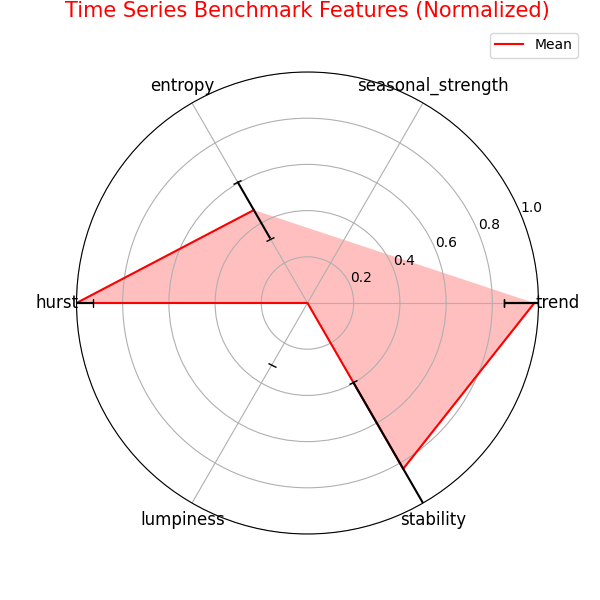 Time Series Benchmark Features (Normalized)
Mean
entropy
seasonal_strength
1.0
0.8
0.6
0.4
0.2
hurst
trend
lumpiness
stability